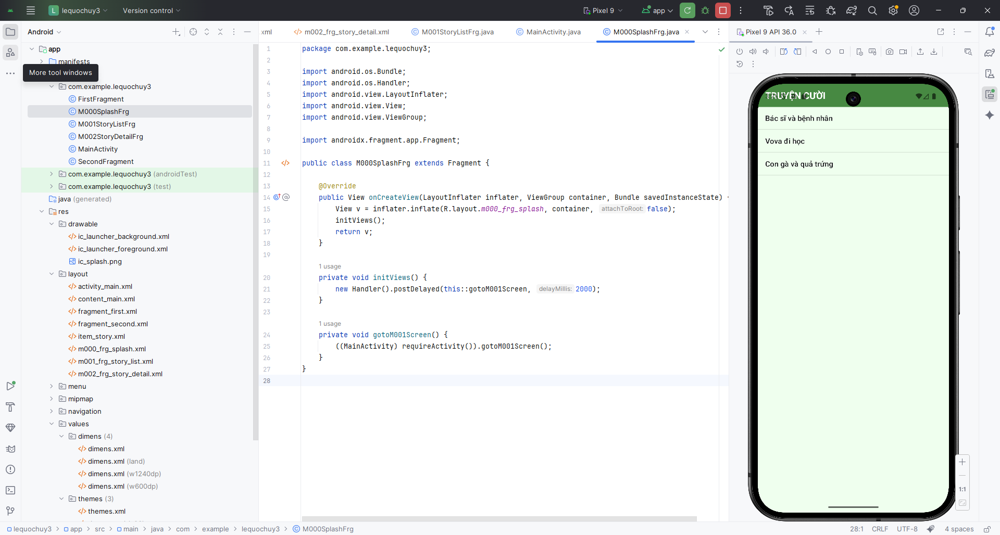 L lequochuy3
Version control
Pixel 9
app
Android
xml
m002_frg_story_detail.xml
M001StoryListFrg.java
MainActivity.java
M000SplashFrg.java
Pixel 9 API 36.0
app
manifests
More tool windows
com.example.lequochuy3
FirstFragment
M000SplashFrg
M001StoryListFrg
M002StoryDetailFrg
MainActivity
SecondFragment
com.example.lequochuy3 (androidTest)
com.example.lequochuy3 (test)
java (generated)
res
drawable
ic_launcher_background.xml
ic_launcher_foreground.xml
ic_splash.png
layout
activity_main.xml
content_main.xml
fragment_first.xml
fragment_second.xml
item_story.xml
m000_frg_splash.xml
m001_frg_story_list.xml
m002_frg_story_detail.xml
menu
mipmap
navigation
values
dimens (4)
dimens.xml
dimens.xml (land)
dimens.xml (w1240dp)
dimens.xml (w600dp)
themes (3)
themes.xml
1 package com.example.lequochuy3;
2
3 import android.os.Bundle;
4 import android.os.Handler;
5 import android.view.LayoutInflater;
6 import android.view.View;
7 import android.view.ViewGroup;
8
9 import androidx.fragment.app.Fragment;
10
11 public class M000SplashFrg extends Fragment {
12
13 @Override
14 public View onCreateView(LayoutInflater inflater, ViewGroup container, Bundle savedInstanceState)
15 View v = inflater.inflate(R.layout.m000_frg_splash, container, attachToRoot: false);
16 initViews();
17 return v;
18 }
19
1 usage
20 private void initViews() {
21 new Handler().postDelayed(this::gotoM001Screen, delayMillis: 2000);
22 }
23
1 usage
24 private void gotoM001Screen() {
25 ((MainActivity) requireActivity()).gotoM001Screen();
26 }
27 }
28
TRUYỆN CƯỜI
Bác sĩ và bệnh nhân
Vova đi học
Con gà và quả trứng
1:1
lequochuy3 > app > src > main > java > com > example > lequochuy3 > M000SplashFrg
28:1 CRLF UTF-8 4 spaces